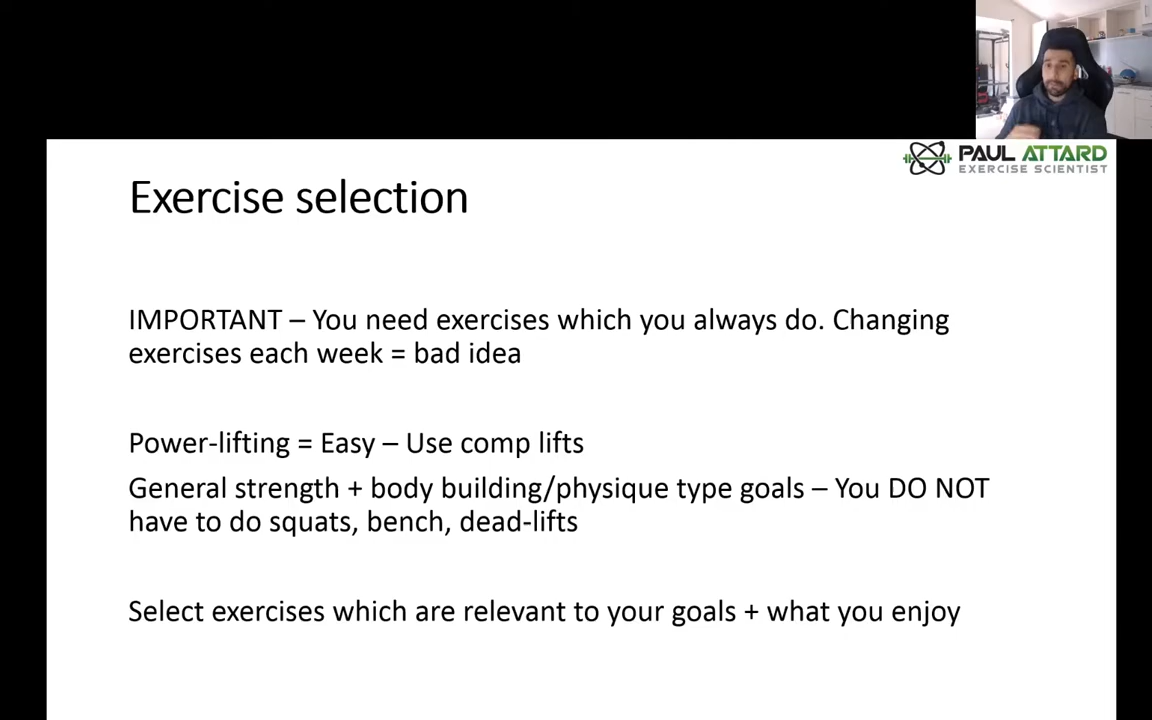 PAUL ATTARD
EXERCISE SCIENTIST
Exercise selection
IMPORTANT – You need exercises which you always do. Changing
exercises each week = bad idea
Power-lifting = Easy – Use comp lifts
General strength + body building/physique type goals – You DO NOT
have to do squats, bench, dead-lifts
Select exercises which are relevant to your goals + what you enjoy